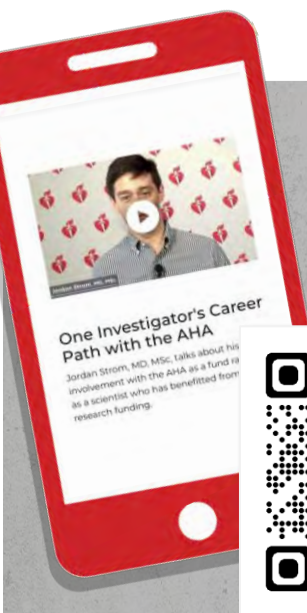 Jordan Strom, MD, MSc
One Investigator's Career
Path with the AHA
Jordan Strom, MD, MSc, talks about his
involvement with the AHA as a fund ra
as a scientist who has benefitted from
research funding.